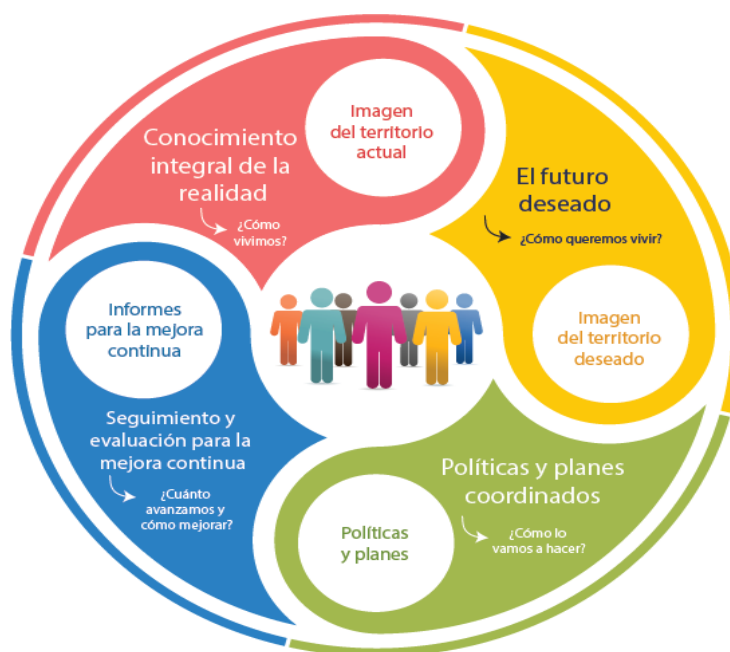 Conocimiento
integral de la
realidad
¿Cómo
vivimos?
Imagen
del territorio
actual
El futuro
deseado
¿Cómo queremos vivir?
Imagen
del territorio
deseado
Políticas y planes
coordinados
¿Cómo lo
vamos a hacer?
Políticas
y planes
Seguimiento y
evaluación para la
mejora continua
¿Cuánto
avanzamos y
cómo mejorar?
Informes
para la mejora
continua